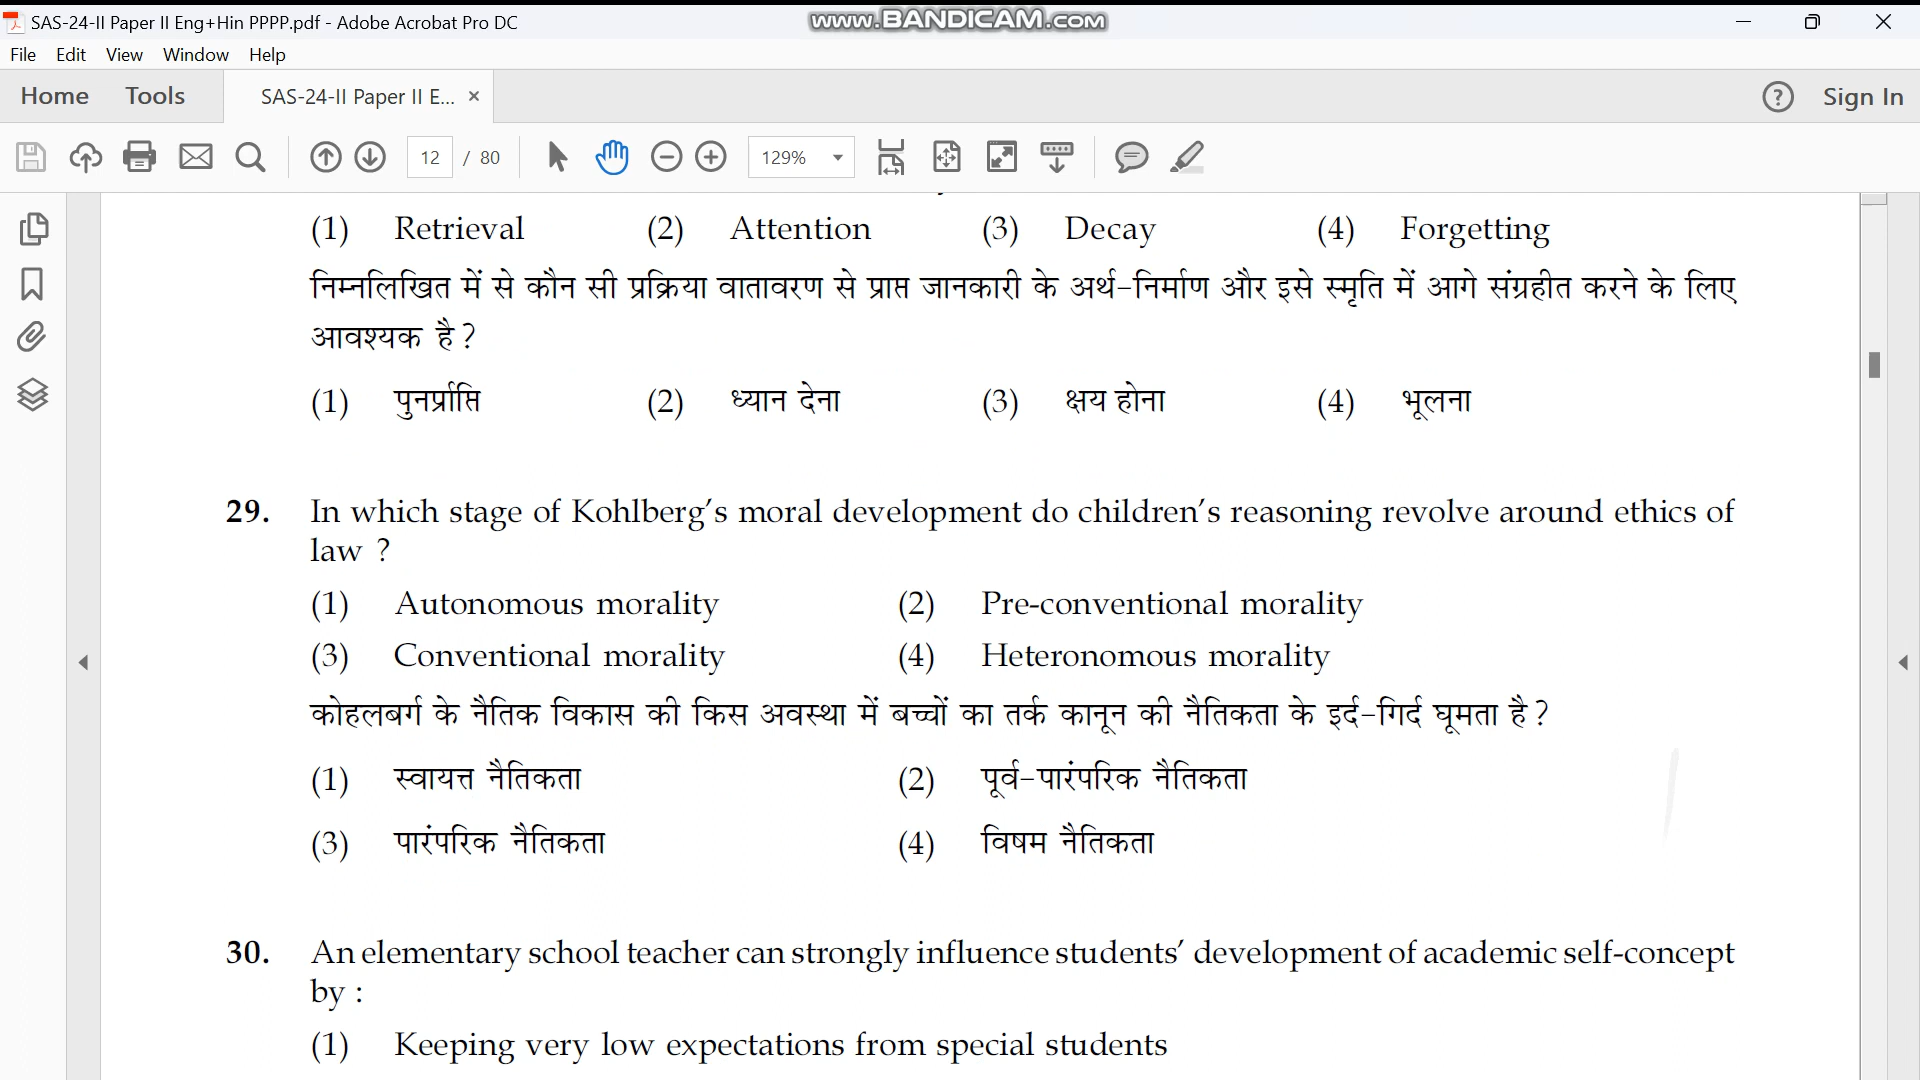 SAS-24-II Paper II Eng+Hin PPPP.pdf - Adobe Acrobat Pro DC
www.BANDICAM.com
File Edit View Window Help
Home Tools SAS-24-II Paper II E... × Sign In
12 / 80 129%
(1) Retrieval (2) Attention (3) Decay (4) Forgetting
निम्नलिखित में से कौन सी प्रक्रिया वातावरण से प्राप्त जानकारी के अर्थ-निर्माण और इसे स्मृति में आगे संग्रहीत करने के लिए
आवश्यक है ?
(1) पुनर्प्राप्ति (2) ध्यान देना (3) क्षय होना (4) भूलना
29. In which stage of Kohlberg's moral development do children's reasoning revolve around ethics of
law ?
(1) Autonomous morality (2) Pre-conventional morality
(3) Conventional morality (4) Heteronomous morality
कोहलबर्ग के नैतिक विकास की किस अवस्था में बच्चों का तर्क कानून की नैतिकता के इर्द-गिर्द घूमता है ?
(1) स्वायत्त नैतिकता (2) पूर्व-पारंपरिक नैतिकता
(3) पारंपरिक नैतिकता (4) विषम नैतिकता
30. An elementary school teacher can strongly influence students' development of academic self-concept
by :
(1) Keeping very low expectations from special students